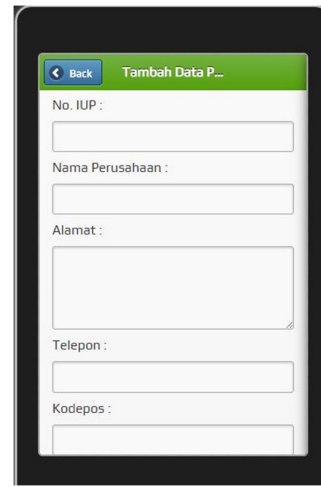 Back
Tambah Data P...
No. IUP :
Nama Perusahaan :
Alamat :
Telepon :
Kodepos :